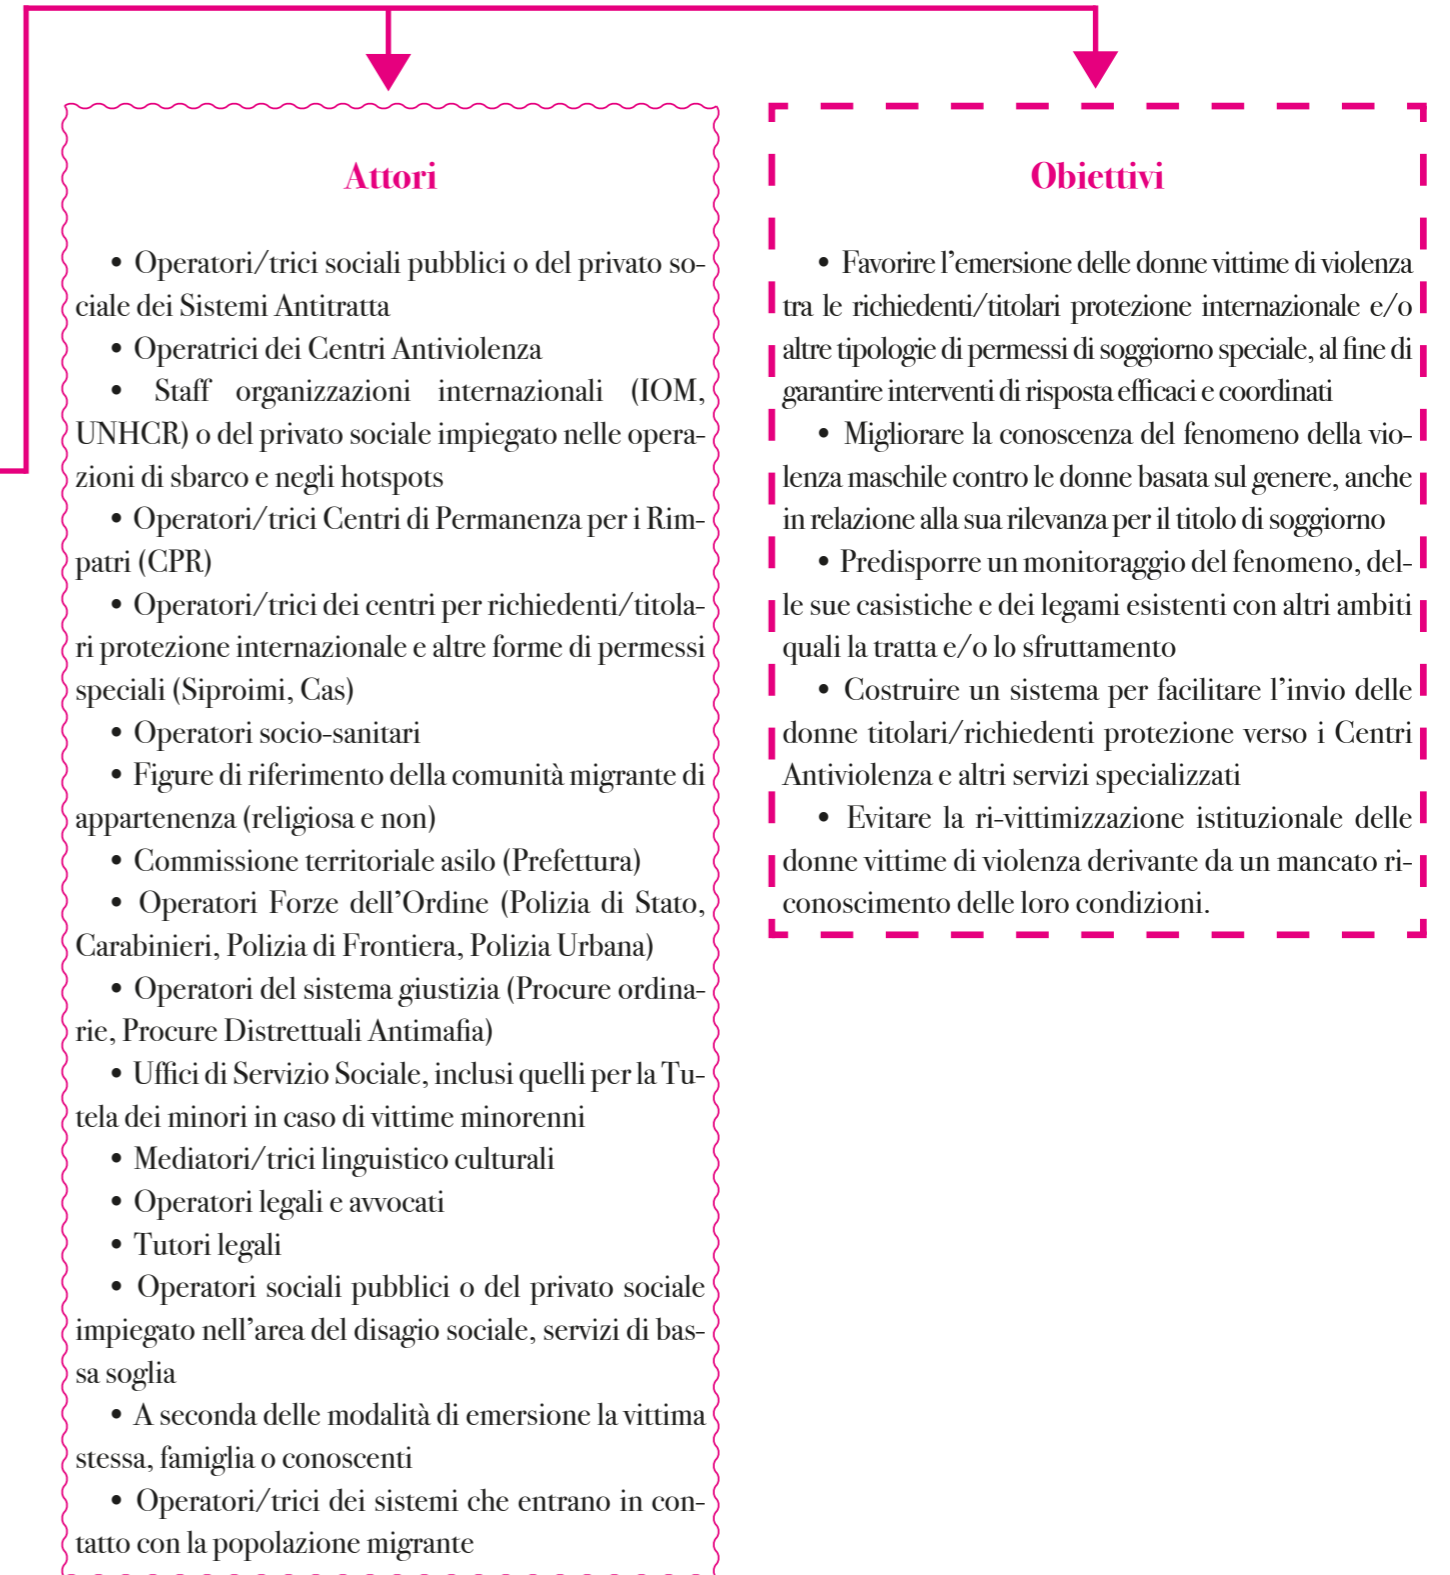 Attori
• Operatori/trici sociali pubblici o del privato so-
ciale dei Sistemi Antitratta
• Operatrici dei Centri Antiviolenza
• Staff organizzazioni internazionali (IOM,
UNHCR) o del privato sociale impiegato nelle opera-
zioni di sbarco e negli hotspots
• Operatori/trici Centri di Permanenza per i Rim-
patri (CPR)
• Operatori/trici dei centri per richiedenti/titola-
ri protezione internazionale e altre forme di permessi
speciali (Siproimi, Cas)
• Operatori socio-sanitari
• Figure di riferimento della comunità migrante di
appartenenza (religiosa e non)
• Commissione territoriale asilo (Prefettura)
• Operatori Forze dell’Ordine (Polizia di Stato,
Carabinieri, Polizia di Frontiera, Polizia Urbana)
• Operatori del sistema giustizia (Procure ordina-
rie, Procure Distrettuali Antimafia)
• Uffici di Servizio Sociale, inclusi quelli per la Tu-
tela dei minori in caso di vittime minorenni
• Mediatori/trici linguistico culturali
• Operatori legali e avvocati
• Tutori legali
• Operatori sociali pubblici o del privato sociale
impiegato nell’area del disagio sociale, servizi di bas-
sa soglia
• A seconda delle modalità di emersione la vittima
stessa, famiglia o conoscenti
• Operatori/trici dei sistemi che entrano in con-
tatto con la popolazione migrante
Obiettivi
• Favorire l’emersione delle donne vittime di violenza
tra le richiedenti/titolari protezione internazionale e/o
altre tipologie di permessi di soggiorno speciale, al fine di
garantire interventi di risposta efficaci e coordinati
• Migliorare la conoscenza del fenomeno della vio-
lenza maschile contro le donne basata sul genere, anche
in relazione alla sua rilevanza per il titolo di soggiorno
• Predisporre un monitoraggio del fenomeno, del-
le sue casistiche e dei legami esistenti con altri ambiti
quali la tratta e/o lo sfruttamento
• Costruire un sistema per facilitare l’invio delle
donne titolari/richiedenti protezione verso i Centri
Antiviolenza e altri servizi specializzati
• Evitare la ri-vittimizzazione istituzionale delle
donne vittime di violenza derivante da un mancato ri-
conoscimento delle loro condizioni.